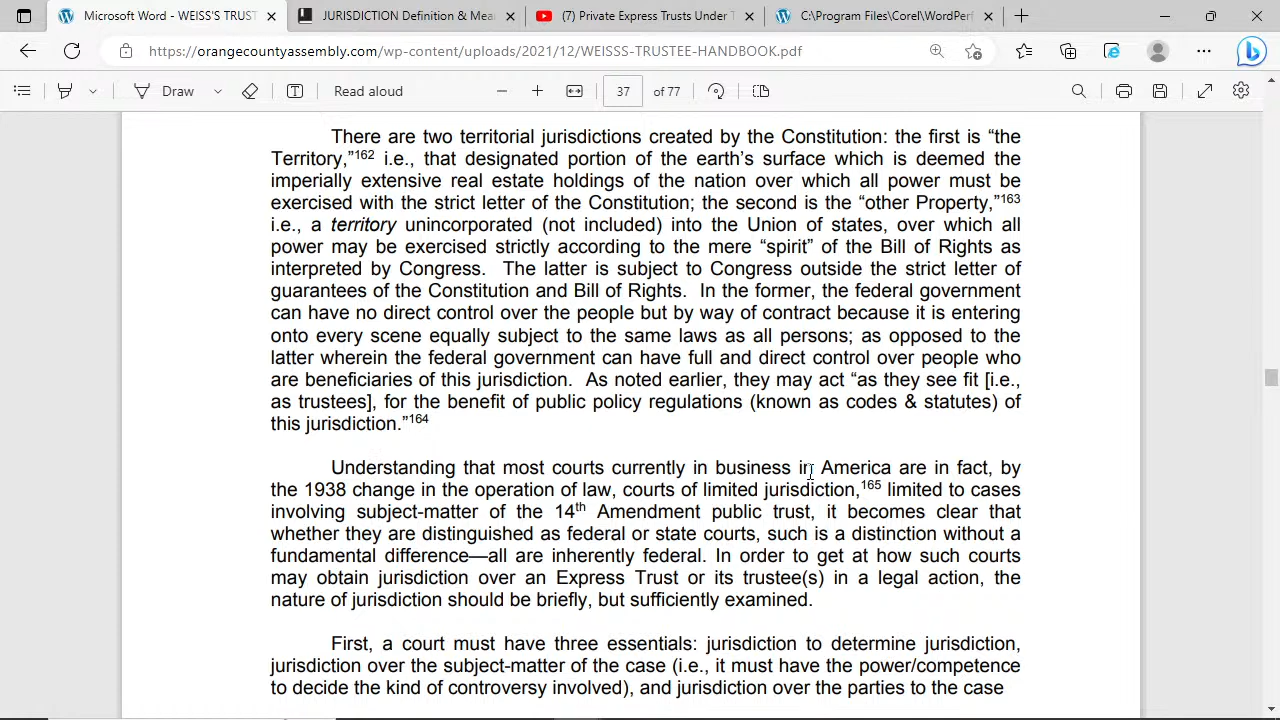 Microsoft Word - WEISS'S TRUST
JURISDICTION Definition & Mea
(7) Private Express Trusts Under T
C:\Program Files\Corel\WordPerf
https://orangecountyassembly.com/wp-content/uploads/2021/12/WEISSS-TRUSTEE-HANDBOOK.pdf
Draw
Read aloud
37
of 77
There are two territorial jurisdictions created by the Constitution: the first is “the
Territory,”162 i.e., that designated portion of the earth’s surface which is deemed the
imperially extensive real estate holdings of the nation over which all power must be
exercised with the strict letter of the Constitution; the second is the “other Property,”163
i.e., a territory unincorporated (not included) into the Union of states, over which all
power may be exercised strictly according to the mere “spirit” of the Bill of Rights as
interpreted by Congress. The latter is subject to Congress outside the strict letter of
guarantees of the Constitution and Bill of Rights. In the former, the federal government
can have no direct control over the people but by way of contract because it is entering
onto every scene equally subject to the same laws as all persons; as opposed to the
latter wherein the federal government can have full and direct control over people who
are beneficiaries of this jurisdiction. As noted earlier, they may act “as they see fit [i.e.,
as trustees], for the benefit of public policy regulations (known as codes & statutes) of
this jurisdiction.”164
Understanding that most courts currently in business in America are in fact, by
the 1938 change in the operation of law, courts of limited jurisdiction,165 limited to cases
involving subject-matter of the 14th Amendment public trust, it becomes clear that
whether they are distinguished as federal or state courts, such is a distinction without a
fundamental difference—all are inherently federal. In order to get at how such courts
may obtain jurisdiction over an Express Trust or its trustee(s) in a legal action, the
nature of jurisdiction should be briefly, but sufficiently examined.
First, a court must have three essentials: jurisdiction to determine jurisdiction,
jurisdiction over the subject-matter of the case (i.e., it must have the power/competence
to decide the kind of controversy involved), and jurisdiction over the parties to the case